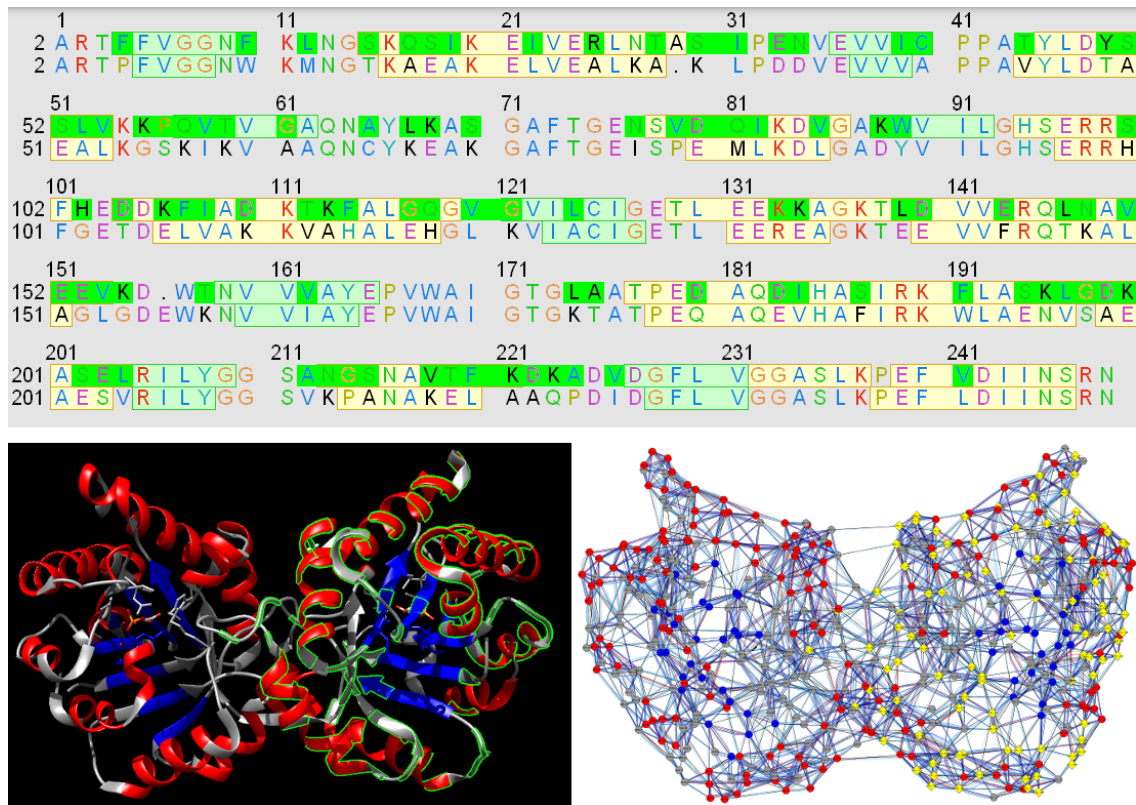 1 11 21 31 41
2 ARTFFVGGNF KLNGSKQSIK EIVERLNTAS IPENVEVVIC PPATYLDYS
2 ARTPFVGGNW KMNGTKAEAK ELVEALKA.K LPDDVEVVVA PPAVYLDTA
51 61 71 81 91
52 SLVKKPQVTV GAQNAYLKAS GAFTGENSVD QIKDVGAKWV ILGHSERRS
51 EALKGSKIKV AAQNCYKEAK GAFTGEISPE MLKDLGADYV ILGHSERRH
101 111 121 131 141
102 FHEDDKFIAD KTKFALGQGV GVILCIGETL EEKKAGKTLD VVERQLNAV
101 FGETDELVAK KVAHALEHGL KVIACIGETL EEREAGKTEE VVFRQTKAL
151 161 171 181 191
152 EEVKD.WTNV VVAYEPVWAI GTGLAATPED AQDIHASIRK FLASKLGDK
151 AGLGDEWKNV VIAYEPVWAI GTGKTATPEQ AQEVHAFIRK WLAENVSAE
201 211 221 231 241
201 ASELRILYGG SANGSNAVTF KDKADVDGFL VGGASLKPEF VDIINSRN
201 AESVRILYGG SVKPANAKEL AAQPDIDGFL VGGASLKPEF LDIINSRN